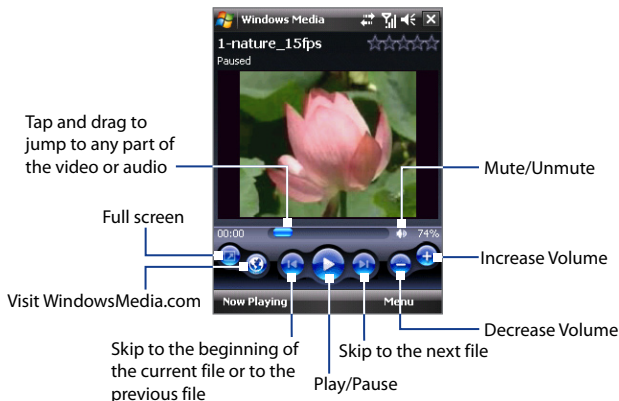 Windows Media
1-nature_15fps
Paused
Tap and drag to
jump to any part of
the video or audio
Mute/Unmute
Full screen
00:00
74%
Increase Volume
Visit WindowsMedia.com
Now Playing
Menu
Decrease Volume
Skip to the beginning of
the current file or to the
previous file
Skip to the next file
Play/Pause